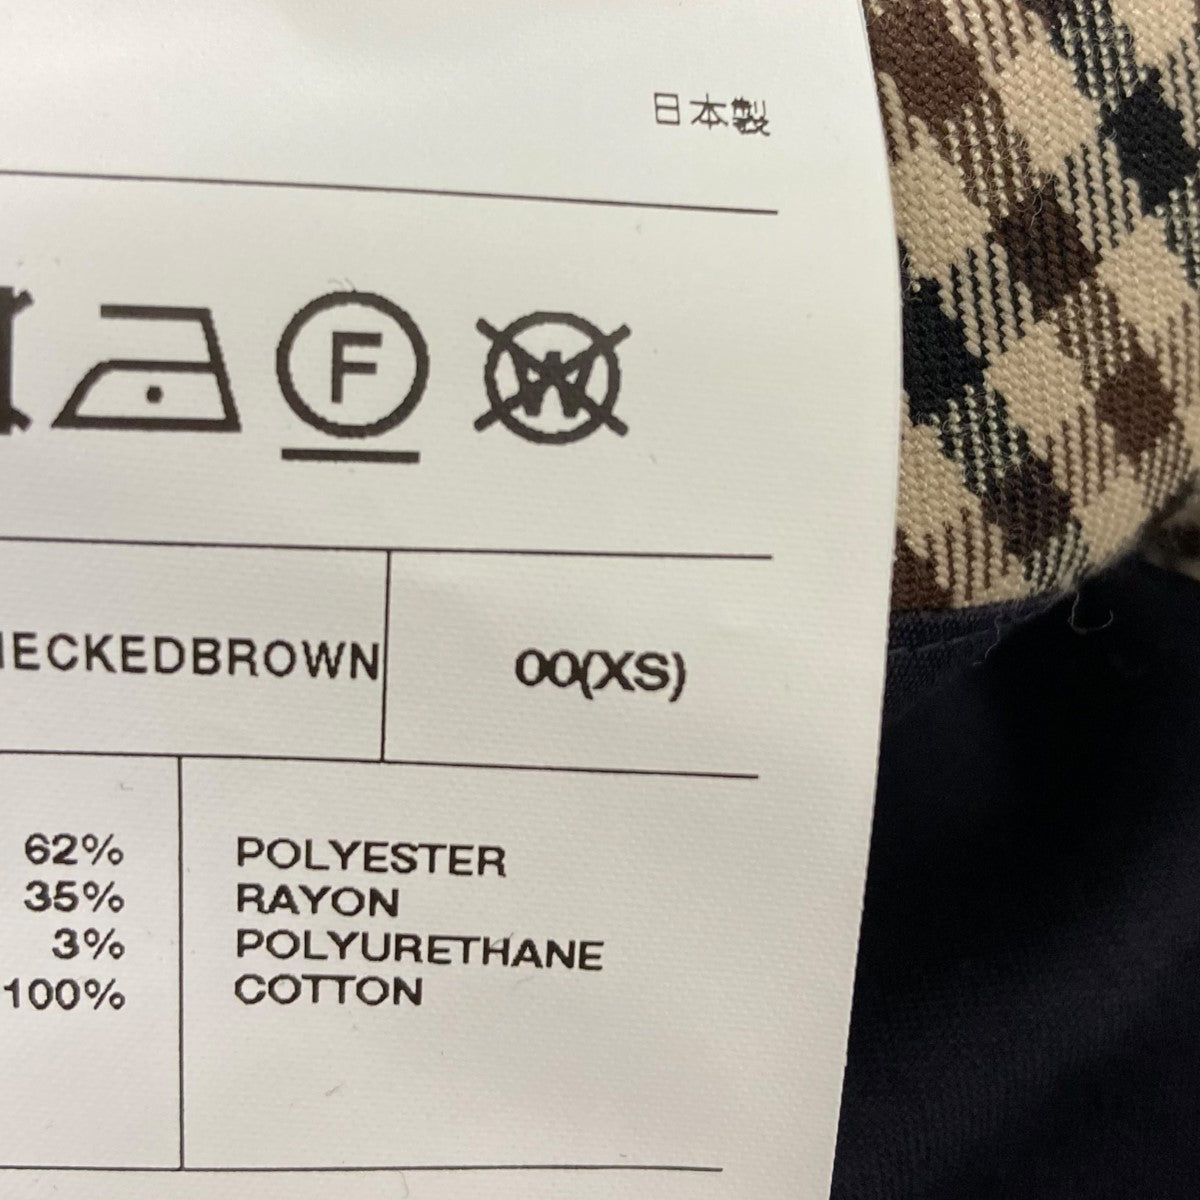 日本製
F W
HECKEDBROWN 00(XS)
62% POLYESTER
35% RAYON
3% POLYURETHANE
100% COTTON